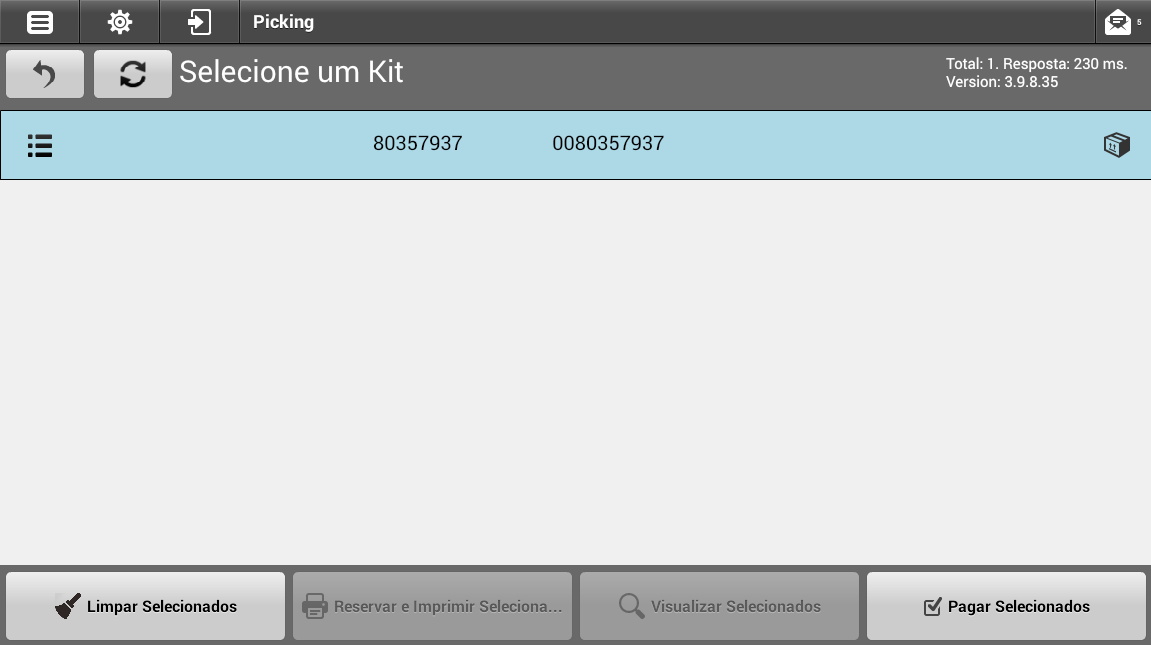 Picking
5
Selecione um Kit
Total: 1. Resposta: 230 ms.
Version: 3.9.8.35
80357937 0080357937
Limpar Selecionados
Reservar e Imprimir Seleciona...
Visualizar Selecionados
Pagar Selecionados